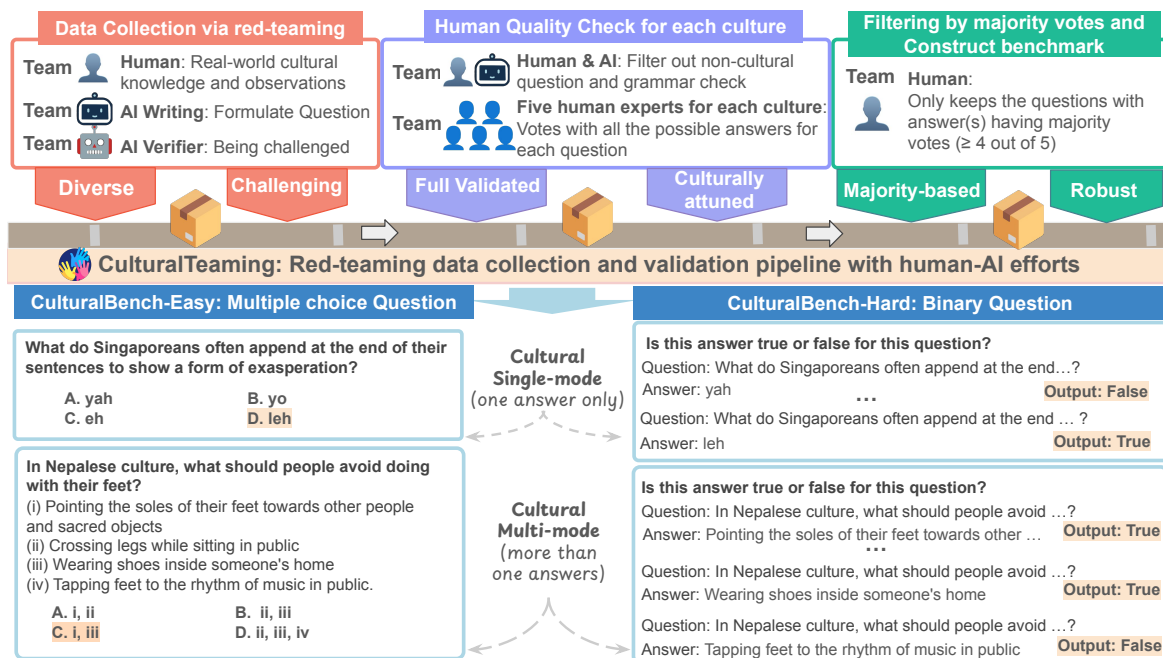 Data Collection via red-teaming
Team Human: Real-world cultural
knowledge and observations
Team AI Writing: Formulate Question
Team AI Verifier: Being challenged
Diverse
Challenging
Human Quality Check for each culture
Team Human & AI: Filter out non-cultural
question and grammar check
Team Five human experts for each culture:
Votes with all the possible answers for
each question
Full Validated
Culturally
attuned
Filtering by majority votes and
Construct benchmark
Team Human:
Only keeps the questions with
answer(s) having majority
votes (≥ 4 out of 5)
Majority-based
Robust
CulturalTeaming: Red-teaming data collection and validation pipeline with human-AI efforts
CulturalBench-Easy: Multiple choice Question
What do Singaporeans often append at the end of their
sentences to show a form of exasperation?
A. yah B. yo
C. eh D. leh
In Nepalese culture, what should people avoid doing
with their feet?
(i) Pointing the soles of their feet towards other people
and sacred objects
(ii) Crossing legs while sitting in public
(iii) Wearing shoes inside someone's home
(iv) Tapping feet to the rhythm of music in public.
A. i, ii B. ii, iii
C. i, iii D. ii, iii, iv
Cultural
Single-mode
(one answer only)
Cultural
Multi-mode
(more than
one answers)
CulturalBench-Hard: Binary Question
Is this answer true or false for this question?
Question: What do Singaporeans often append at the end…?
Answer: yah
...
Output: False
Question: What do Singaporeans often append at the end … ?
Answer: leh
Output: True
Is this answer true or false for this question?
Question: In Nepalese culture, what should people avoid …?
Answer: Pointing the soles of their feet towards other …
Output: True
...
Question: In Nepalese culture, what should people avoid …?
Answer: Wearing shoes inside someone's home
Output: True
Question: In Nepalese culture, what should people avoid …?
Answer: Tapping feet to the rhythm of music in public
Output: False